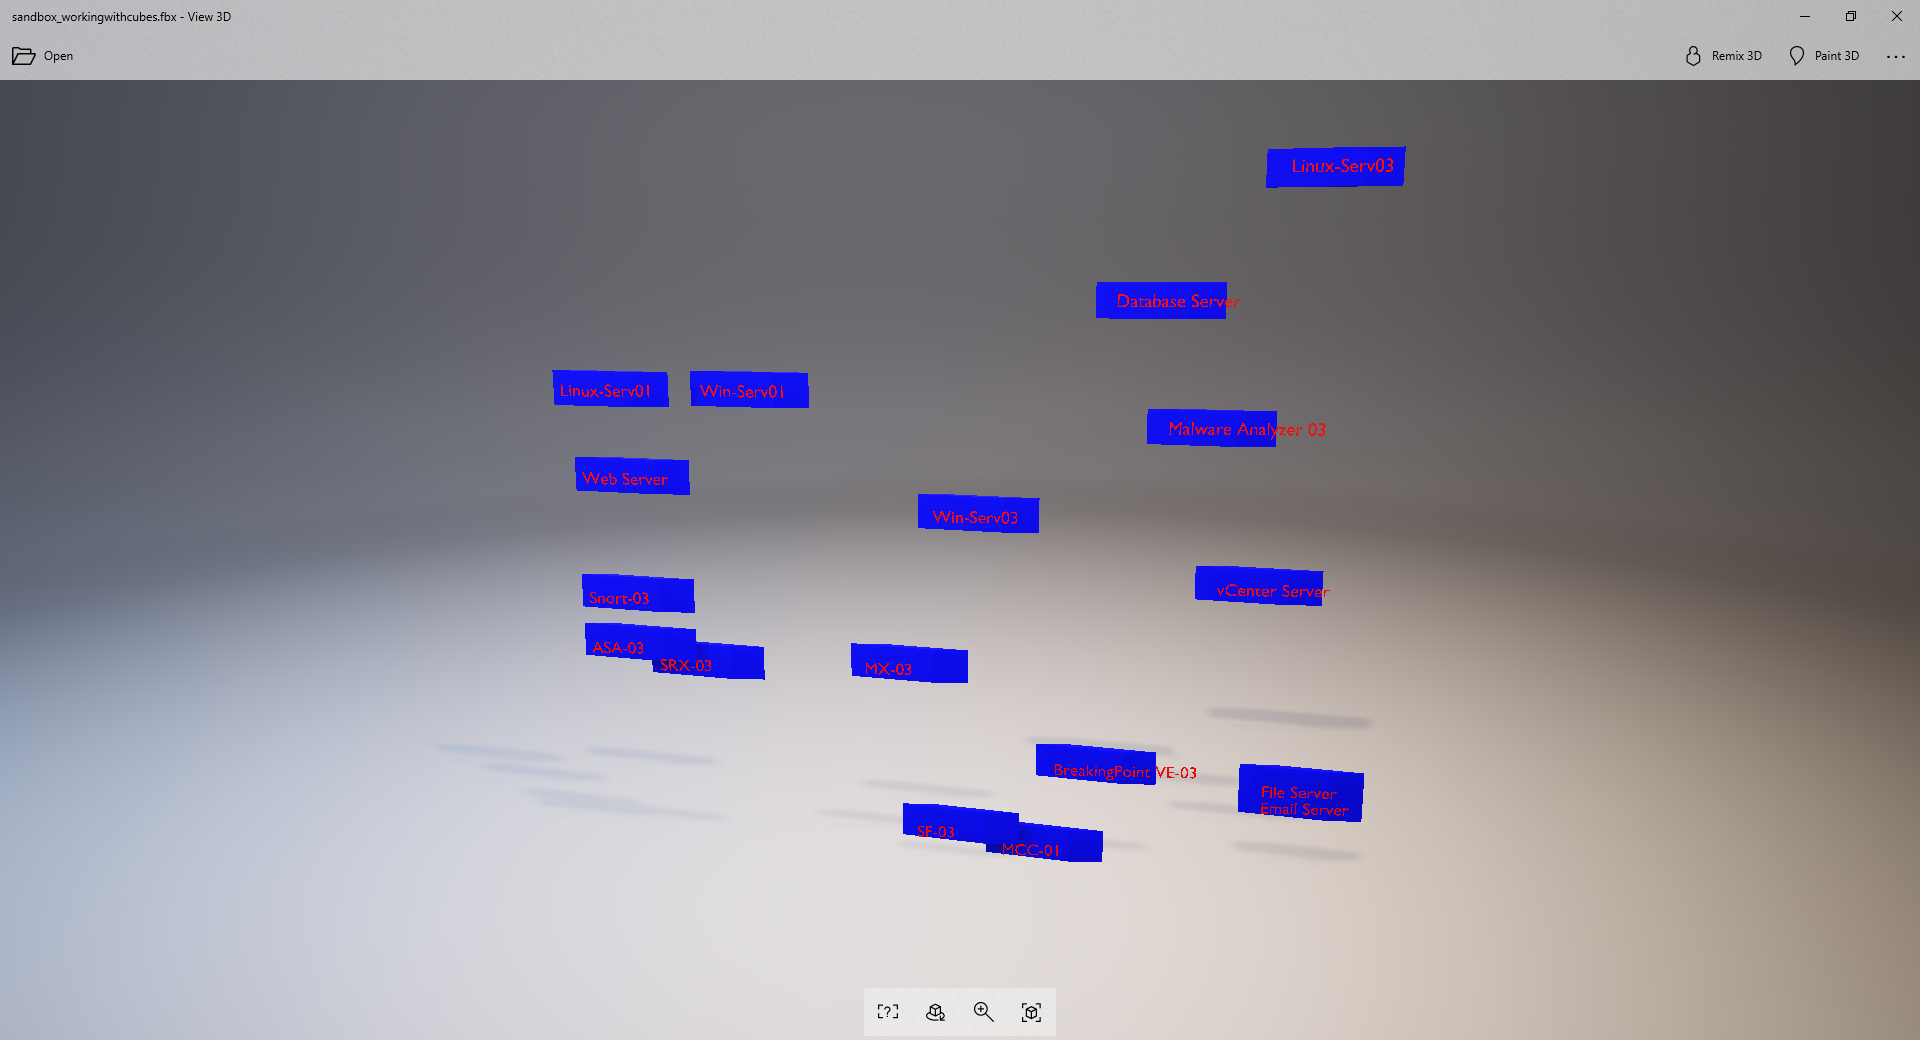 sandbox_workingwithcubes.fbx - View 3D
Open
Remix 3D
Paint 3D
Linux-Serv03
Database Server
Linux-Serv01
Win-Serv01
Malware Analyzer 03
Web Server
Win-Serv03
Snort-03
vCenter Server
ASA-03
SRX-03
MX-03
BreakingPoint VE-03
File Server
Email Server
SF-03
MCC-01